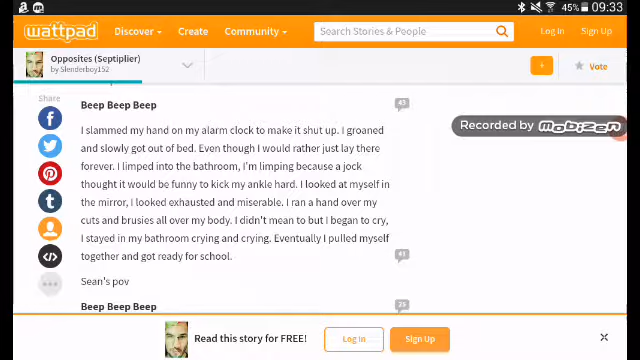 45% 09:33
wattpad Discover Create Community Search Stories & People Log In Sign Up
Opposites (Septiplier)
by Slenderboy152
+ Vote
Share
Beep Beep Beep
43
I slammed my hand on my alarm clock to make it shut up. I groaned
and slowly got out of bed. Even though I would rather just lay there
forever. I limped into the bathroom, I'm limping because a jock
thought it would be funny to kick my ankle hard. I looked at myself in
the mirror, I looked exhausted and miserable. I ran a hand over my
cuts and brusies all over my body. I didn't mean to but I began to cry,
I stayed in my bathroom crying and crying. Eventually I pulled myself
together and got ready for school.
41
Sean's pov
Beep Beep Beep
25
Recorded by mobizen
Read this story for FREE! Log in Sign Up